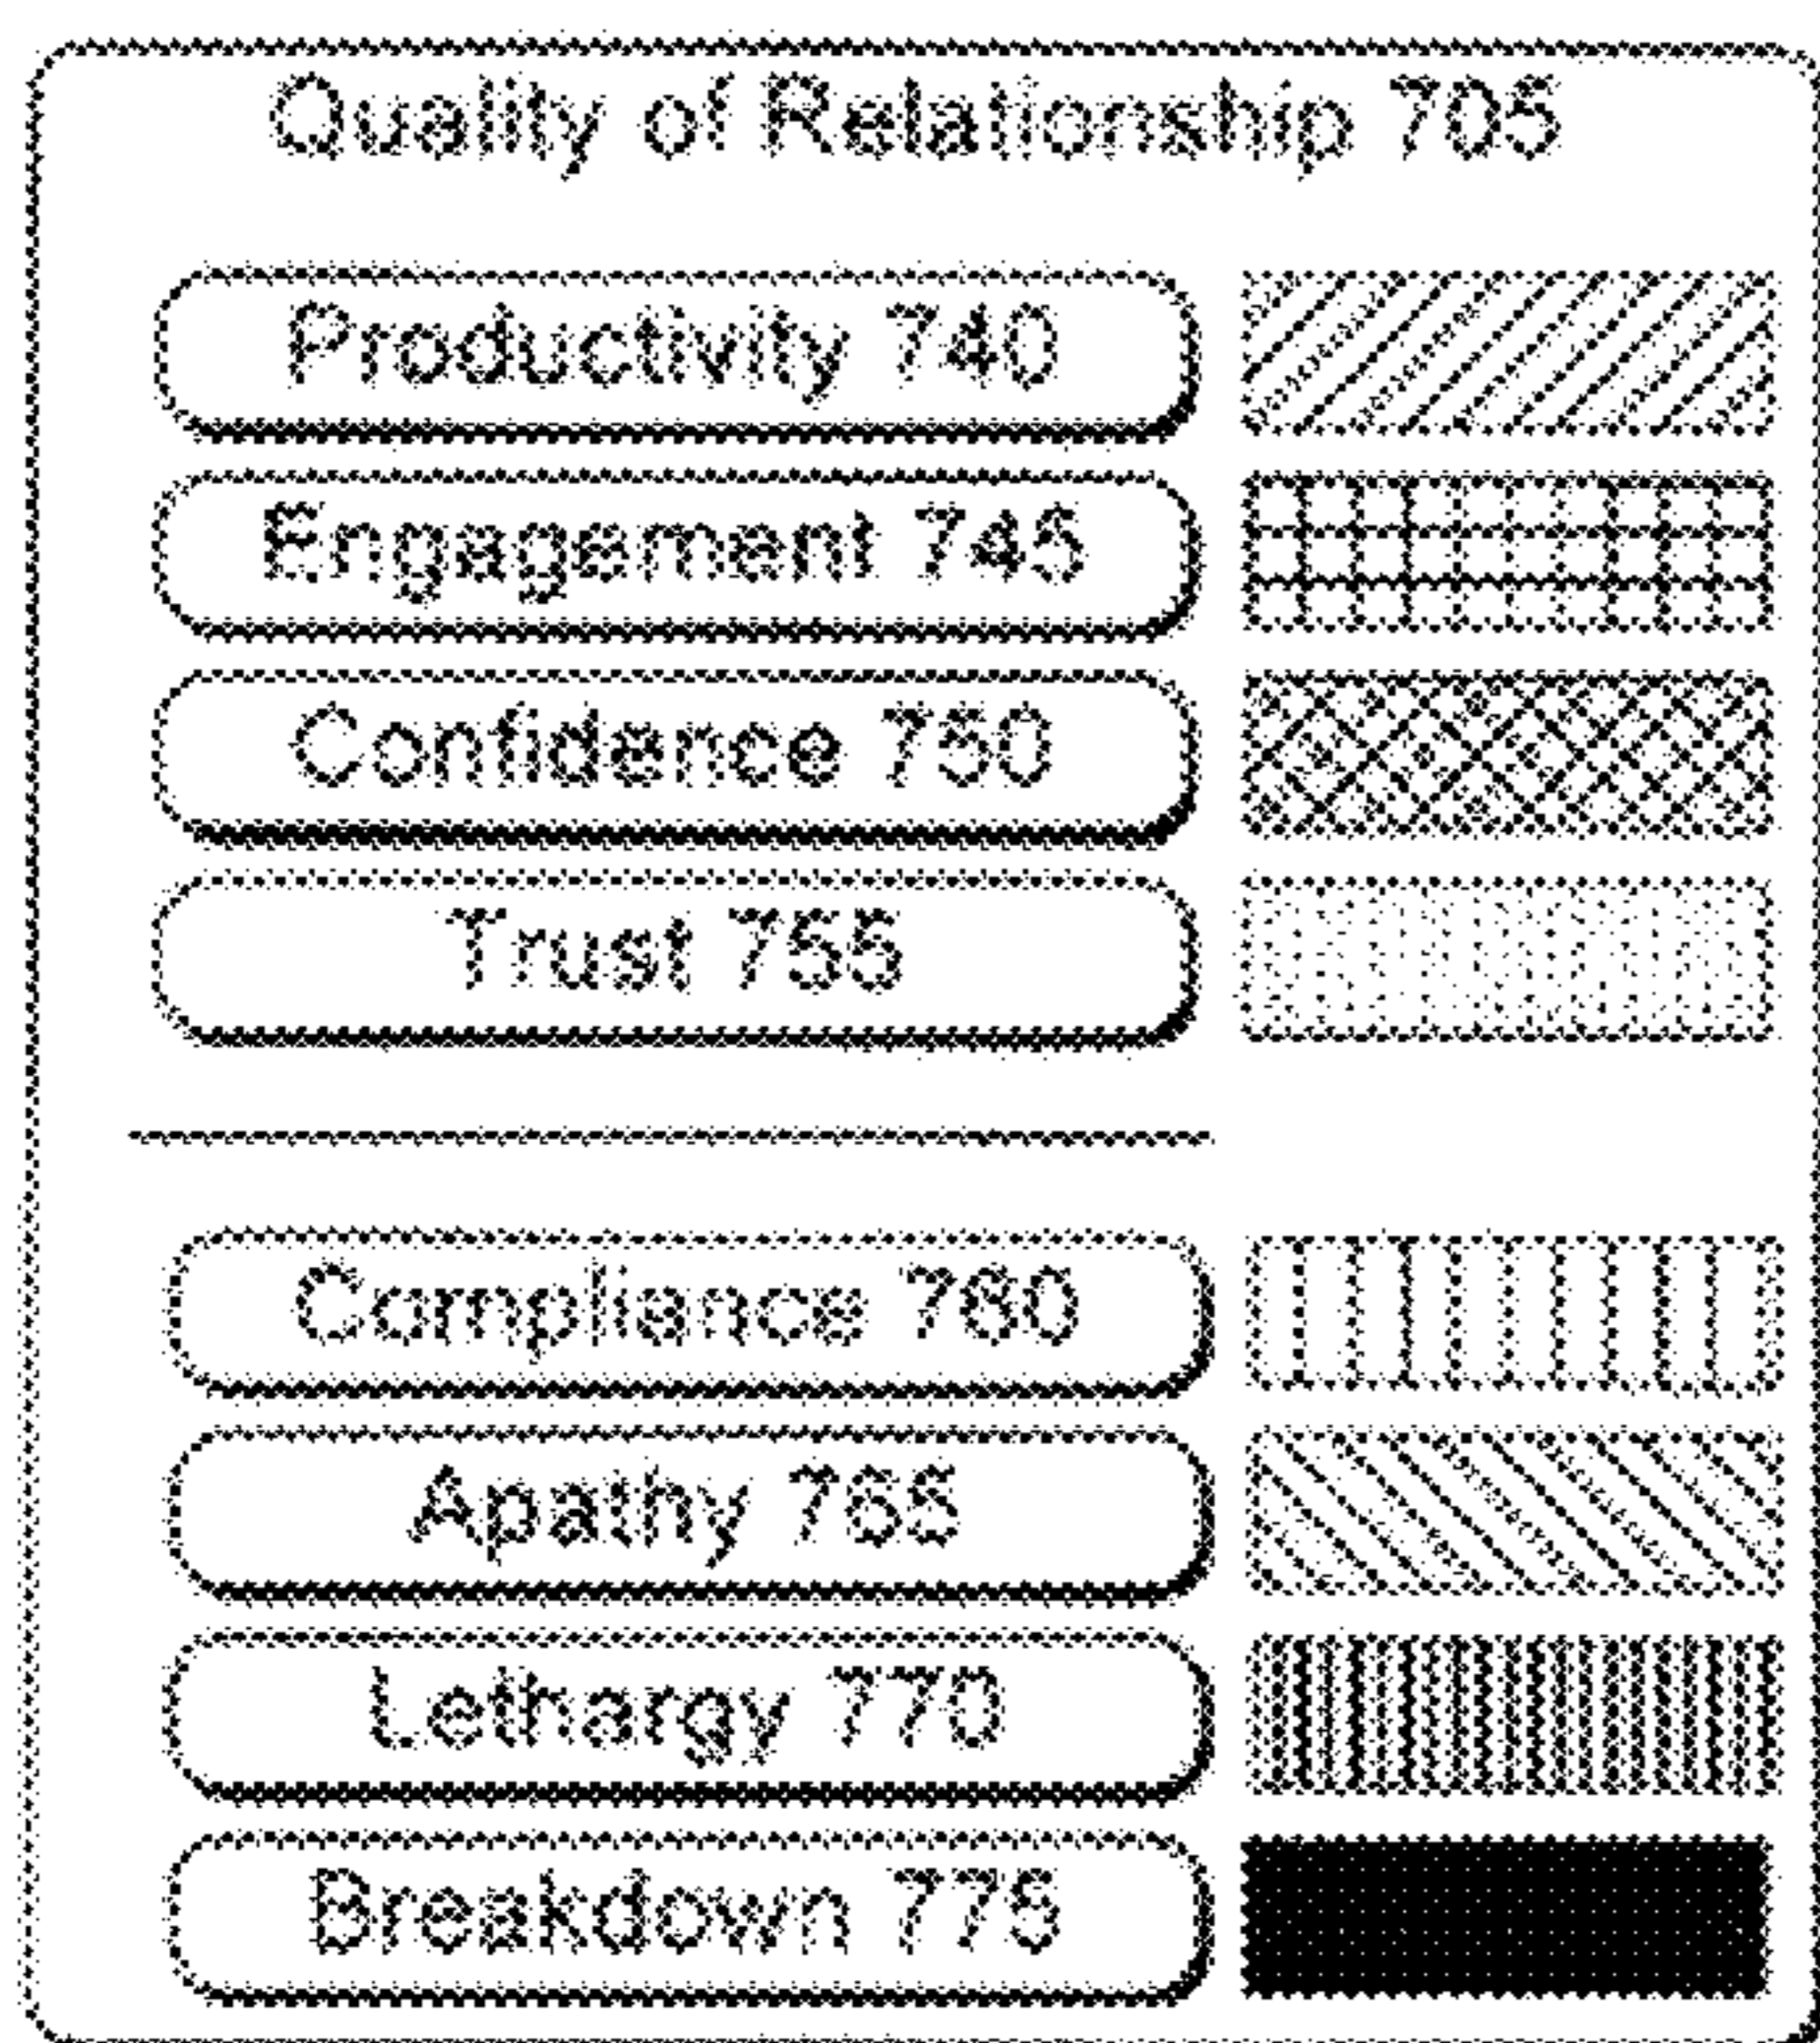 Quality of Relationship 705
Productivity 740
Engagement 745
Confidence 750
Trust 755
Compliance 760
Apathy 765
Lethargy 770
Breakdown 775